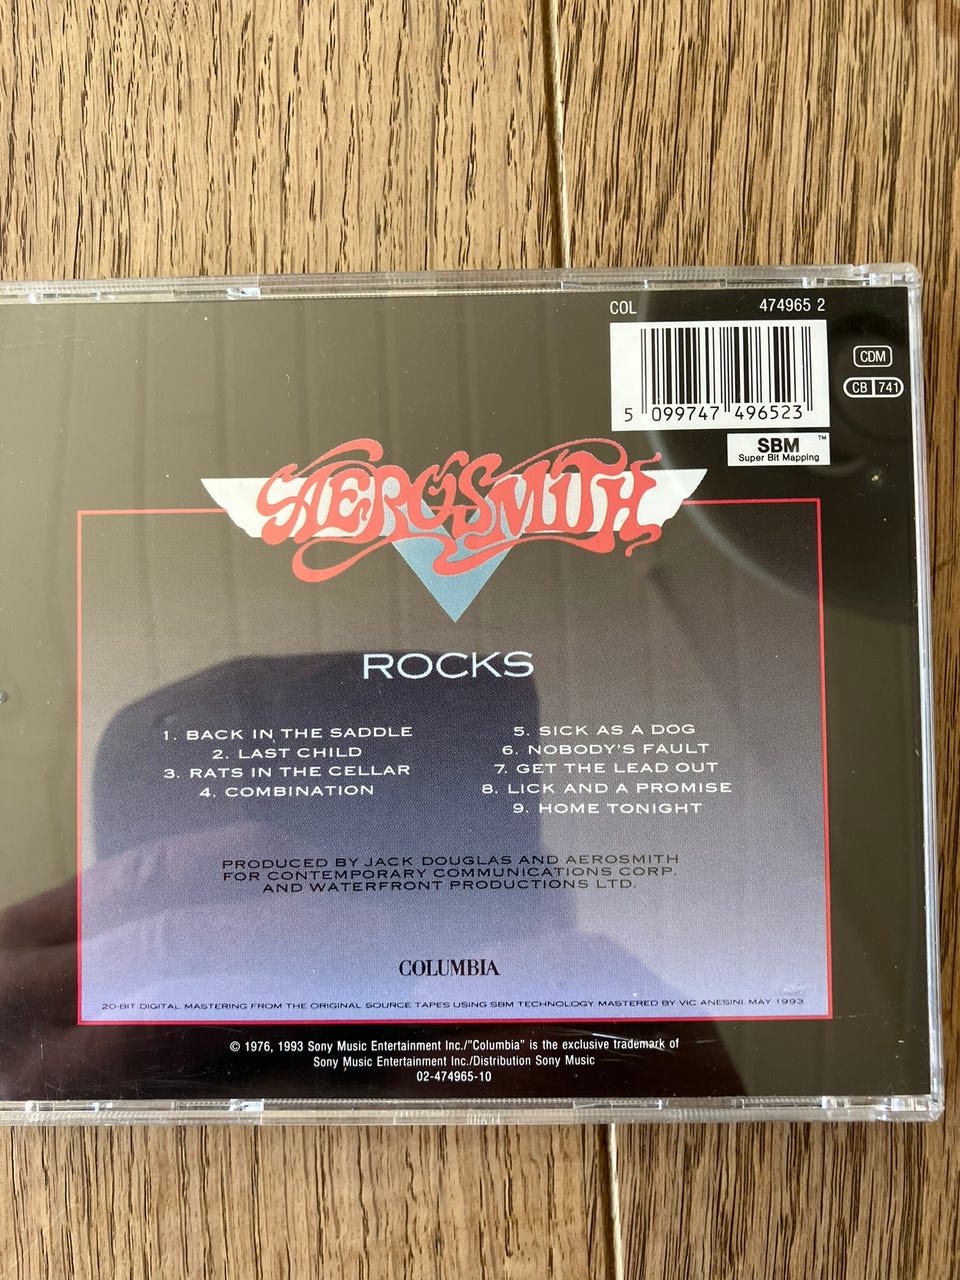 COL 474965 2
CDM
CB 741
5 099747 496523
SBM™
Super Bit Mapping
AEROSMITH
ROCKS
1. BACK IN THE SADDLE
2. LAST CHILD
3. RATS IN THE CELLAR
4. COMBINATION
5. SICK AS A DOG
6. NOBODY'S FAULT
7. GET THE LEAD OUT
8. LICK AND A PROMISE
9. HOME TONIGHT
PRODUCED BY JACK DOUGLAS AND AEROSMITH
FOR CONTEMPORARY COMMUNICATIONS CORP.
AND WATERFRONT PRODUCTIONS LTD.
COLUMBIA
20-BIT DIGITAL MASTERING FROM THE ORIGINAL SOURCE TAPES USING SBM TECHNOLOGY MASTERED BY VIC ANESINI, MAY 1993
© 1976, 1993 Sony Music Entertainment Inc./"Columbia" is the exclusive trademark of
Sony Music Entertainment Inc./Distribution Sony Music
02-474965-10